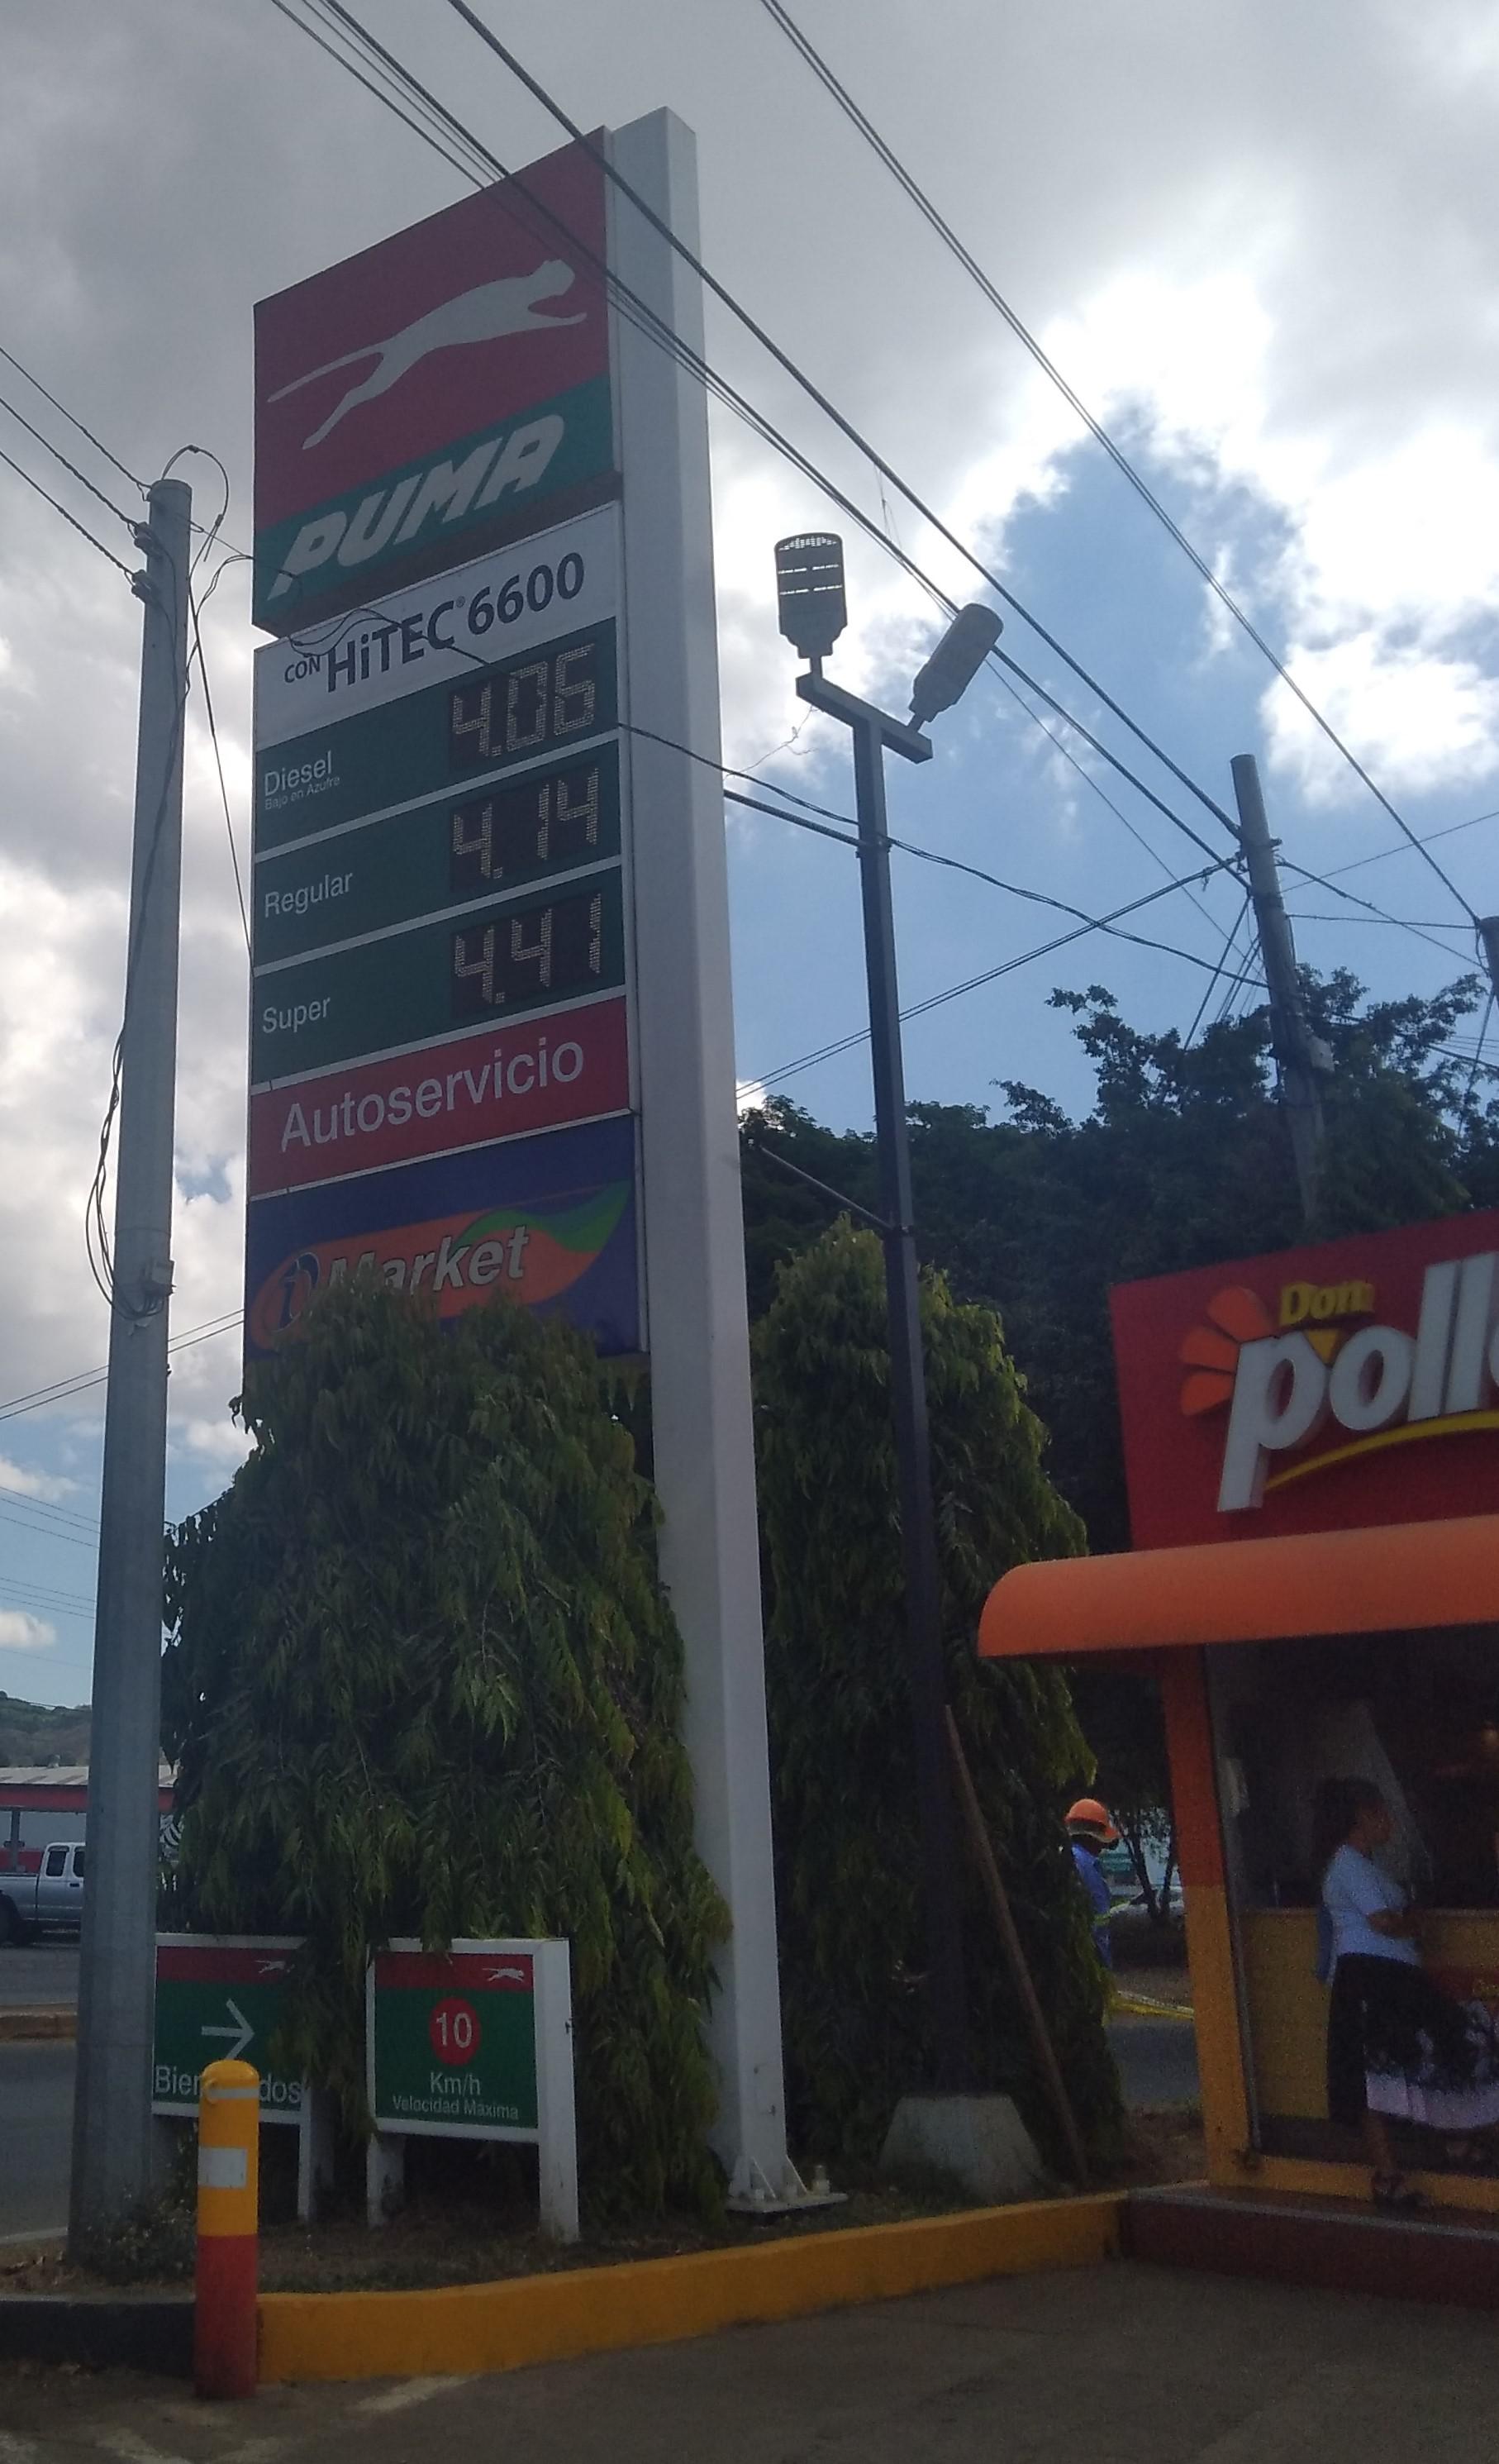 PUMA
CON HiTEC® 6600
Diesel 4.06
Bajo en Azufre
Regular 4.14
Super 4.41
Autoservicio
Market
Don
poll
10
Km/h
Velocidad Máxima